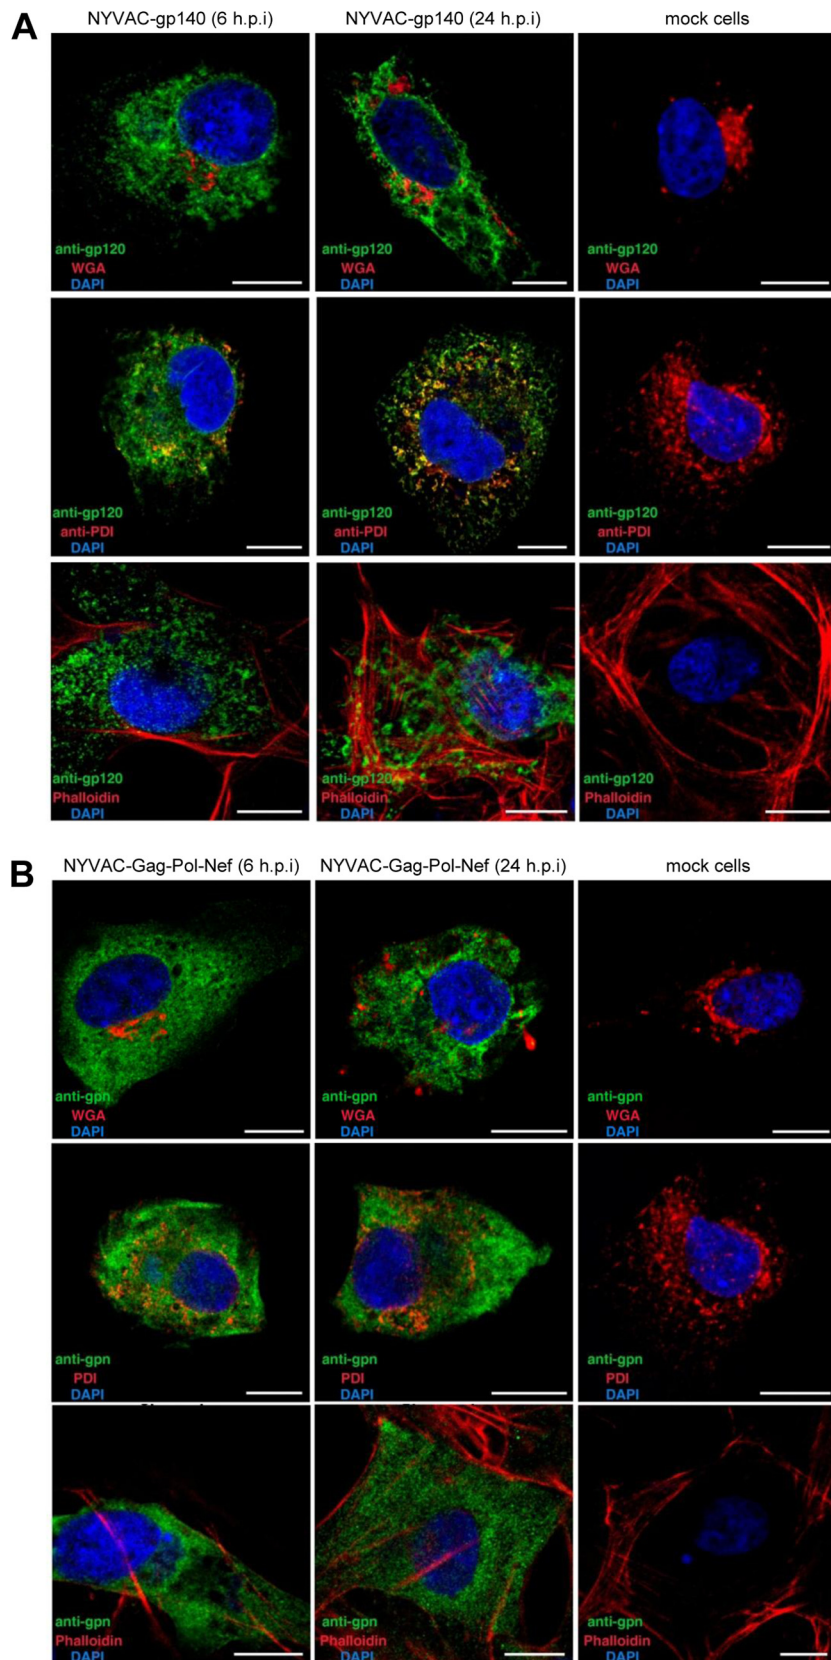 A
NYVAC-gp140 (6 h.p.i)
NYVAC-gp140 (24 h.p.i)
mock cells
anti-gp120
WGA
DAPI
anti-gp120
WGA
DAPI
anti-gp120
WGA
DAPI
anti-gp120
anti-PDI
DAPI
anti-gp120
anti-PDI
DAPI
anti-gp120
anti-PDI
DAPI
anti-gp120
Phalloidin
DAPI
anti-gp120
Phalloidin
DAPI
anti-gp120
Phalloidin
DAPI
B
NYVAC-Gag-Pol-Nef (6 h.p.i)
NYVAC-Gag-Pol-Nef (24 h.p.i)
mock cells
anti-gpn
WGA
DAPI
anti-gpn
WGA
DAPI
anti-gpn
WGA
DAPI
anti-gpn
PDI
DAPI
anti-gpn
PDI
DAPI
anti-gpn
PDI
DAPI
anti-gpn
Phalloidin
DAPI
anti-gpn
Phalloidin
DAPI
anti-gpn
Phalloidin
DAPI